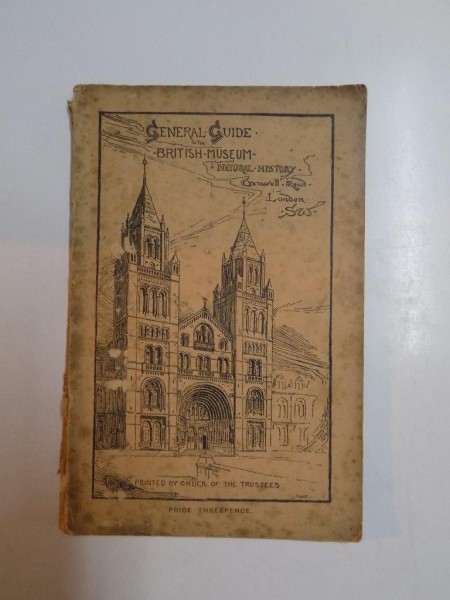 GENERAL · GUIDE ·
to the
· BRITISH · MUSEUM ·
· NATURAL · HISTORY ·
Cromwell · Road ·
London ·
· S.W. ·
PRINTED BY ORDER OF THE TRUSTEES
PRICE THREEPENCE.